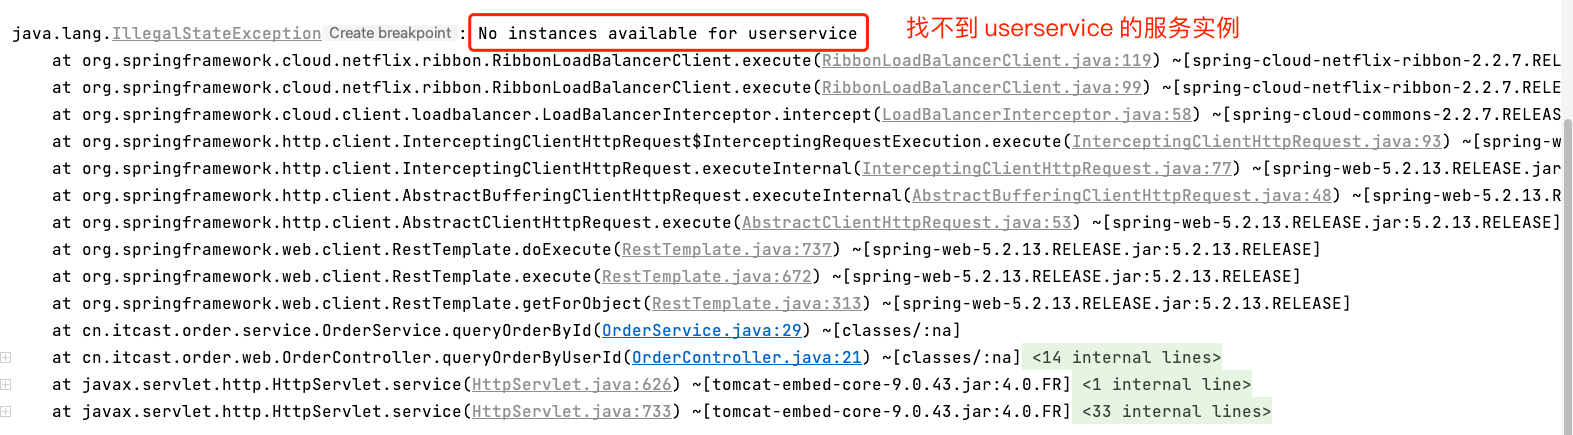 java.lang.IllegalStateException Create breakpoint : No instances available for userservice 找不到 userservice 的服务实例
at org.springframework.cloud.netflix.ribbon.RibbonLoadBalancerClient.execute(RibbonLoadBalancerClient.java:119) ~[spring-cloud-netflix-ribbon-2.2.7.REL
at org.springframework.cloud.netflix.ribbon.RibbonLoadBalancerClient.execute(RibbonLoadBalancerClient.java:99) ~[spring-cloud-netflix-ribbon-2.2.7.RELE
at org.springframework.cloud.client.loadbalancer.LoadBalancerInterceptor.intercept(LoadBalancerInterceptor.java:58) ~[spring-cloud-commons-2.2.7.RELEAS
at org.springframework.http.client.InterceptingClientHttpRequest$InterceptingRequestExecution.execute(InterceptingClientHttpRequest.java:93) ~[spring-w
at org.springframework.http.client.InterceptingClientHttpRequest.executeInternal(InterceptingClientHttpRequest.java:77) ~[spring-web-5.2.13.RELEASE.jar
at org.springframework.http.client.AbstractBufferingClientHttpRequest.executeInternal(AbstractBufferingClientHttpRequest.java:48) ~[spring-web-5.2.13.R
at org.springframework.http.client.AbstractClientHttpRequest.execute(AbstractClientHttpRequest.java:53) ~[spring-web-5.2.13.RELEASE.jar:5.2.13.RELEASE]
at org.springframework.web.client.RestTemplate.doExecute(RestTemplate.java:737) ~[spring-web-5.2.13.RELEASE.jar:5.2.13.RELEASE]
at org.springframework.web.client.RestTemplate.execute(RestTemplate.java:672) ~[spring-web-5.2.13.RELEASE.jar:5.2.13.RELEASE]
at org.springframework.web.client.RestTemplate.getForObject(RestTemplate.java:313) ~[spring-web-5.2.13.RELEASE.jar:5.2.13.RELEASE]
at cn.itcast.order.service.OrderService.queryOrderById(OrderService.java:29) ~[classes/:na]
at cn.itcast.order.web.OrderController.queryOrderByUserId(OrderController.java:21) ~[classes/:na] <14 internal lines>
at javax.servlet.http.HttpServlet.service(HttpServlet.java:626) ~[tomcat-embed-core-9.0.43.jar:4.0.FR] <1 internal line>
at javax.servlet.http.HttpServlet.service(HttpServlet.java:733) ~[tomcat-embed-core-9.0.43.jar:4.0.FR] <33 internal lines>